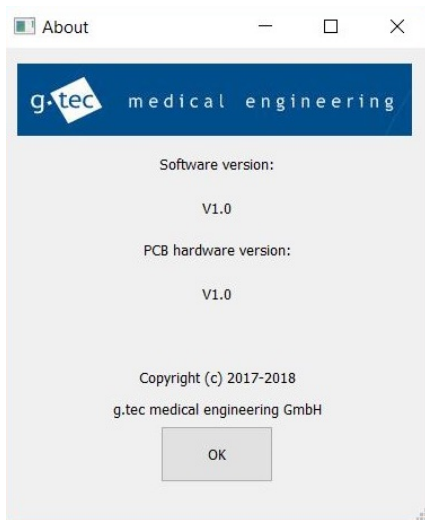 About
g.tec medical engineering
Software version:
V1.0
PCB hardware version:
V1.0
Copyright (c) 2017-2018
g.tec medical engineering GmbH
OK